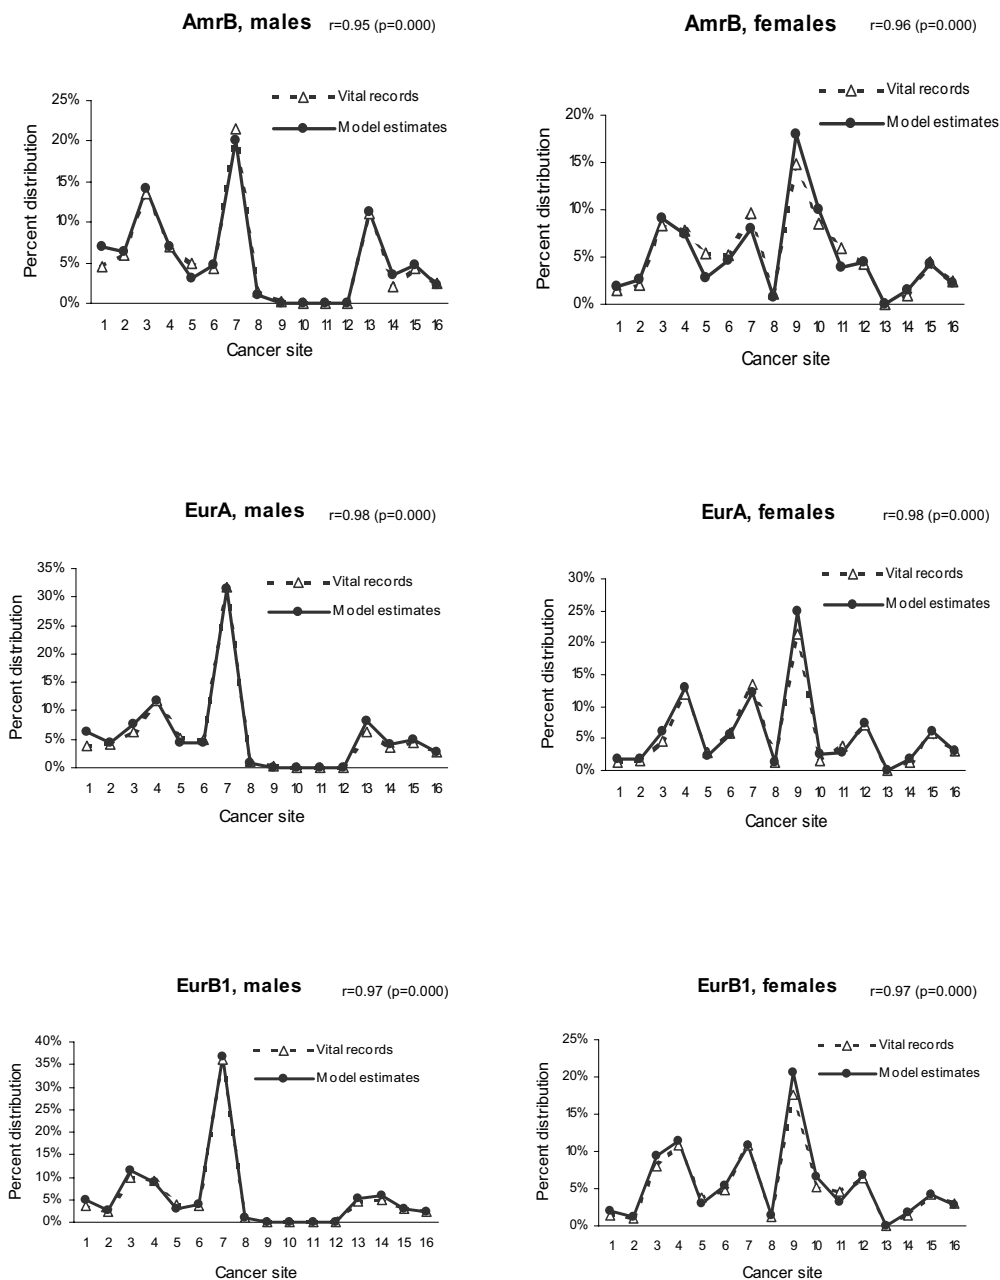 AmrB, males r=0.95 (p=0.000)
Vital records
Model estimates
Percent distribution
25%
20%
15%
10%
5%
0%
1 2 3 4 5 6 7 8 9 10 11 12 13 14 15 16
Cancer site
AmrB, females r=0.96 (p=0.000)
Vital records
Model estimates
Percent distribution
20%
15%
10%
5%
0%
1 2 3 4 5 6 7 8 9 10 11 12 13 14 15 16
Cancer site
EurA, males r=0.98 (p=0.000)
Vital records
Model estimates
Percent distribution
35%
30%
25%
20%
15%
10%
5%
0%
1 2 3 4 5 6 7 8 9 10 11 12 13 14 15 16
Cancer site
EurA, females r=0.98 (p=0.000)
Vital records
Model estimates
Percent distribution
30%
25%
20%
15%
10%
5%
0%
1 2 3 4 5 6 7 8 9 10 11 12 13 14 15 16
Cancer site
EurB1, males r=0.97 (p=0.000)
Vital records
Model estimates
Percent distribution
40%
35%
30%
25%
20%
15%
10%
5%
0%
1 2 3 4 5 6 7 8 9 10 11 12 13 14 15 16
Cancer site
EurB1, females r=0.97 (p=0.000)
Vital records
Model estimates
Percent distribution
25%
20%
15%
10%
5%
0%
1 2 3 4 5 6 7 8 9 10 11 12 13 14 15 16
Cancer site